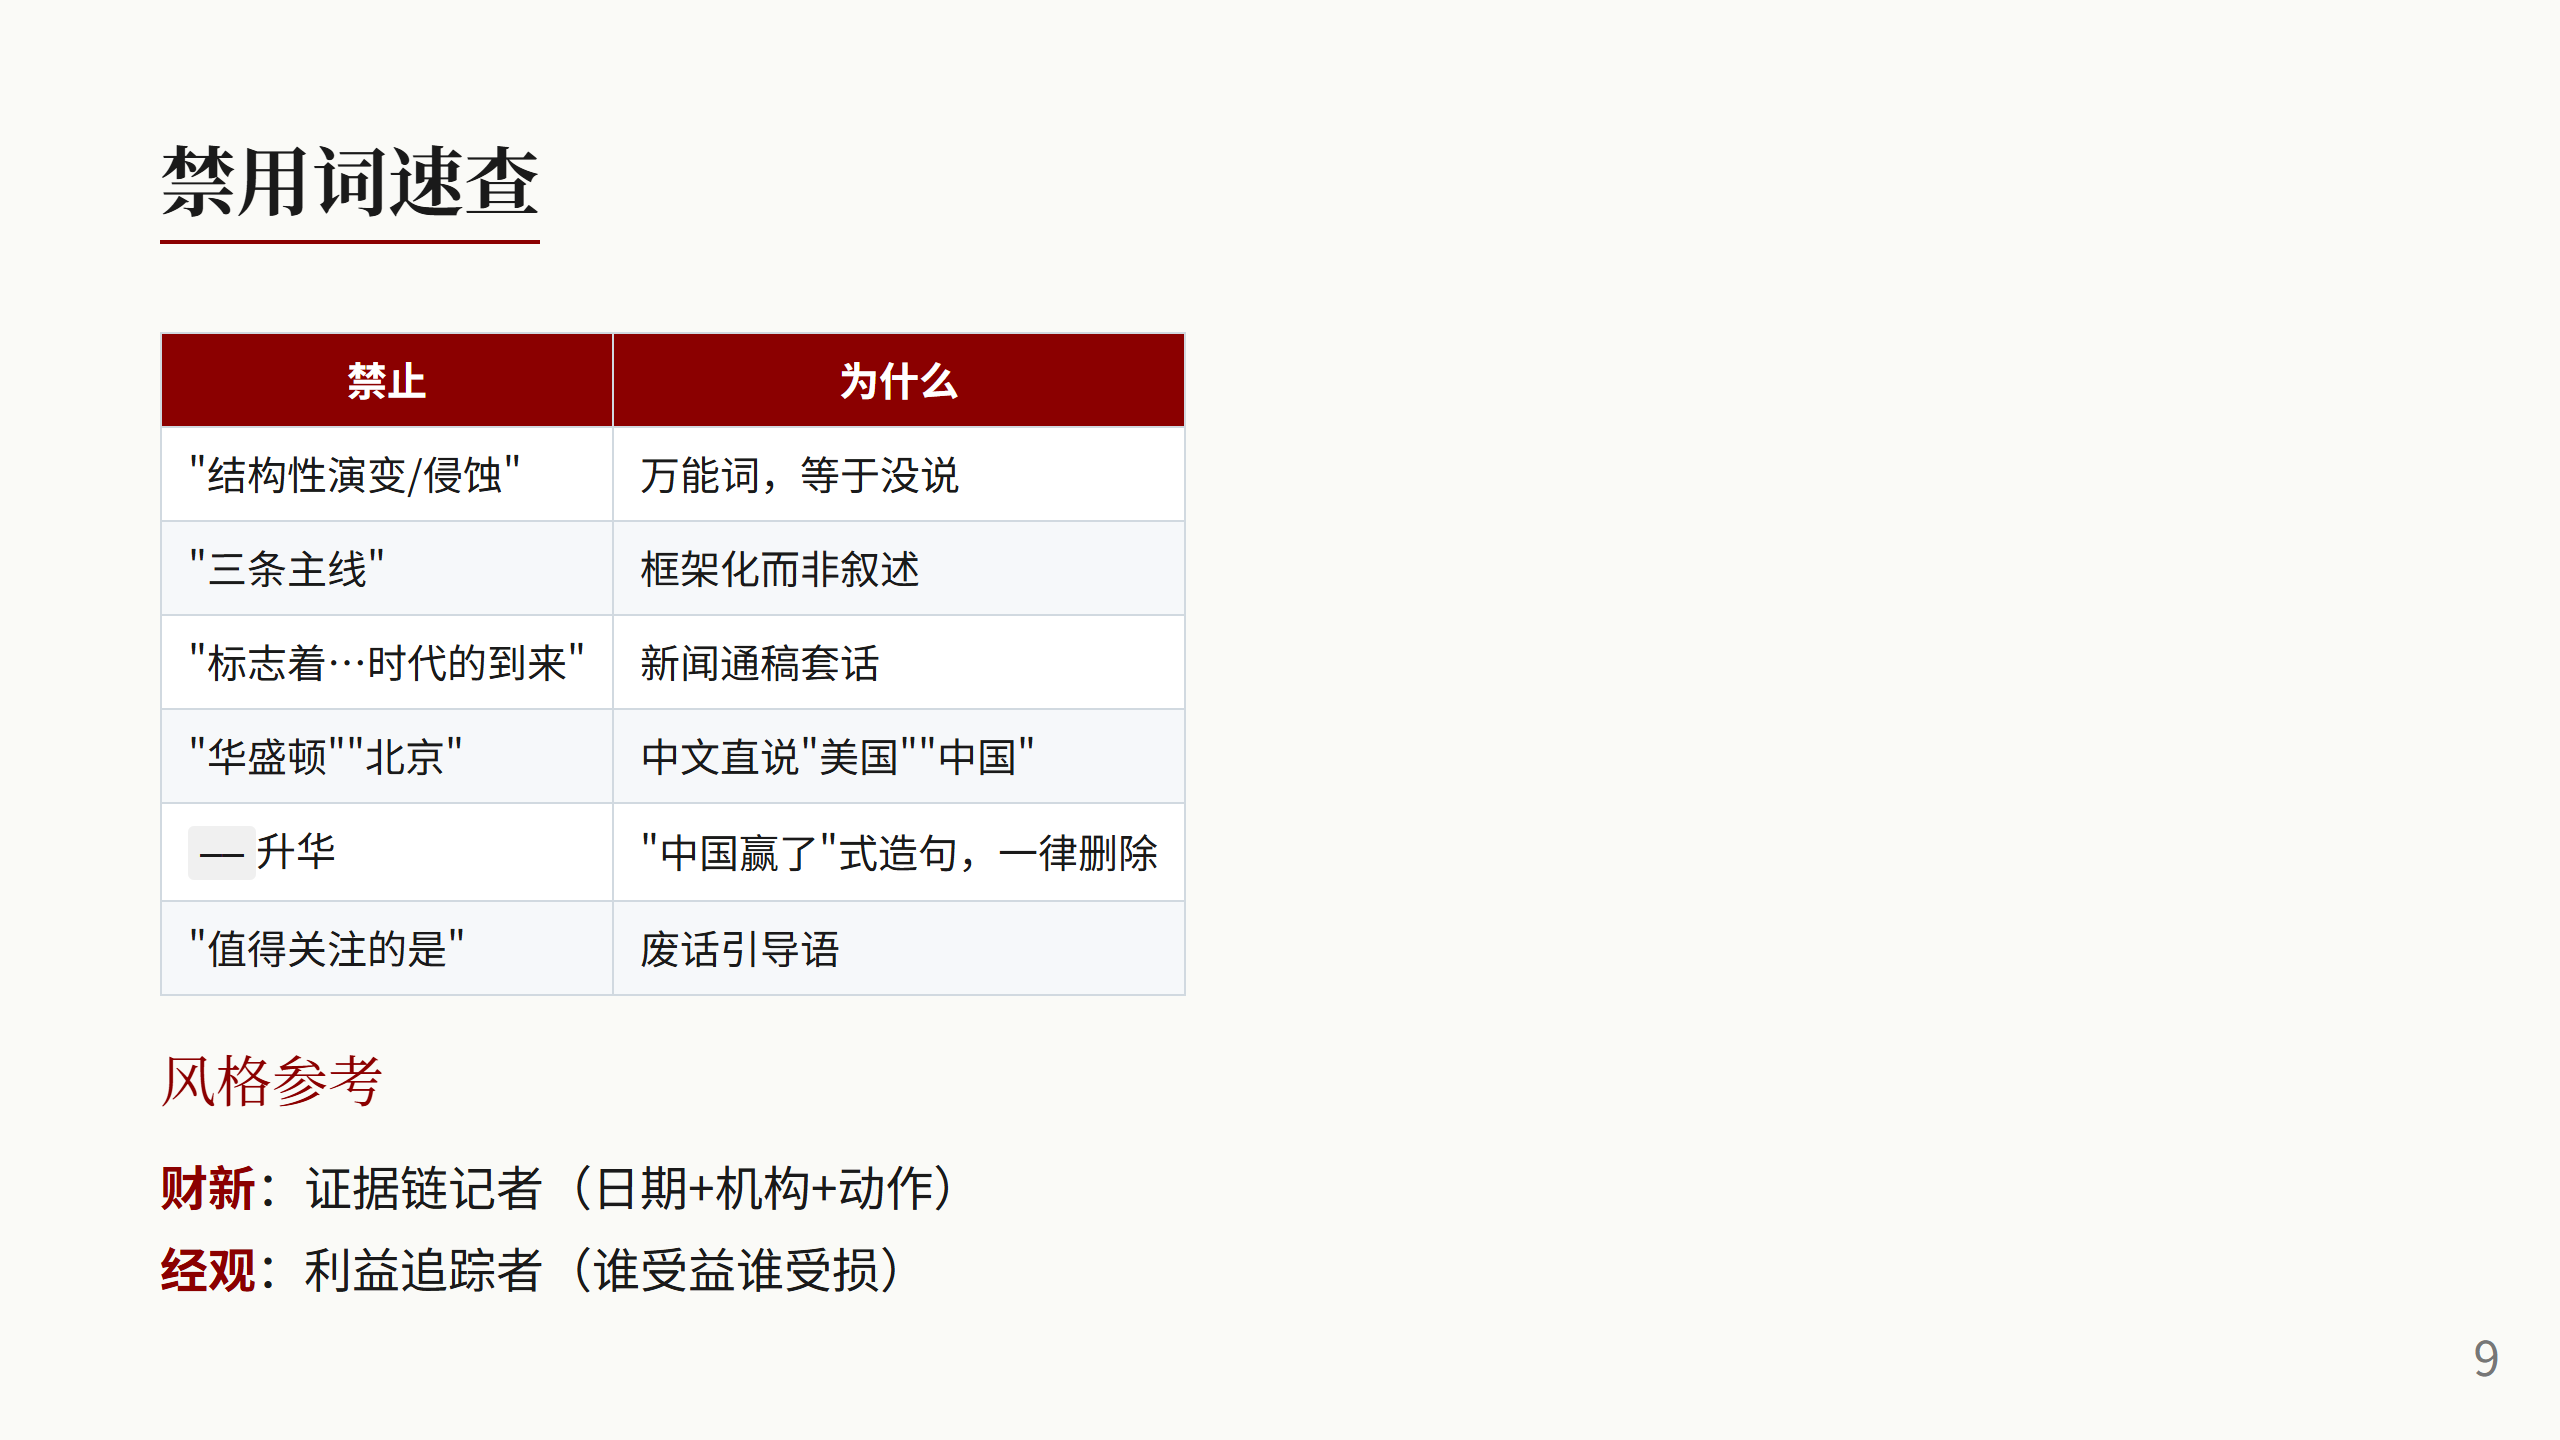 禁用词速查
禁止 为什么
"结构性演变/侵蚀" 万能词，等于没说
"三条主线" 框架化而非叙述
"标志着…时代的到来" 新闻通稿套话
"华盛顿""北京" 中文直说"美国""中国"
——升华 "中国赢了"式造句，一律删除
"值得关注的是" 废话引导语
风格参考
财新：证据链记者（日期+机构+动作）
经观：利益追踪者（谁受益谁受损）
9